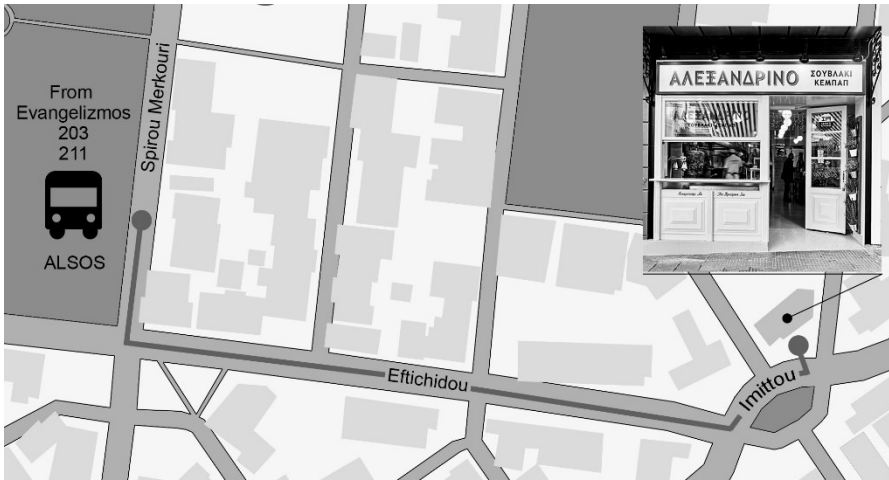 From
Evangelizmos
203
211
ALSOS
Spirou Merkouri
Eftichidou
Imittou
ΑΛΕΞΑΝΔΡΙΝΟ
ΣΟΥΒΛΑΚΙ
ΚΕΜΠΑΠ